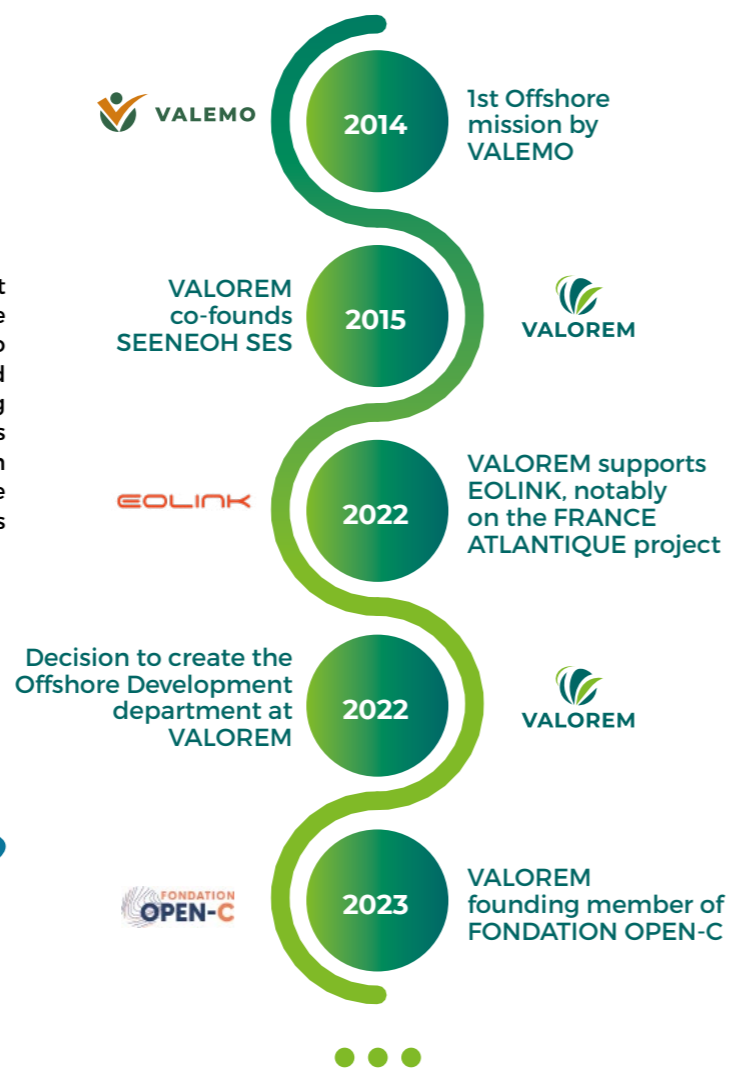 VALEMO
2014
1st Offshore
mission by
VALEMO
t
e
o
d
g
s
n
e
s
VALOREM
co-founds
SEENEOH SES
2015
VALOREM
EOLINK
2022
VALOREM supports
EOLINK, notably
on the FRANCE
ATLANTIQUE project
Decision to create the
Offshore Development
department at
VALOREM
2022
VALOREM
FONDATION
OPEN-C
2023
VALOREM
founding member of
FONDATION OPEN-C